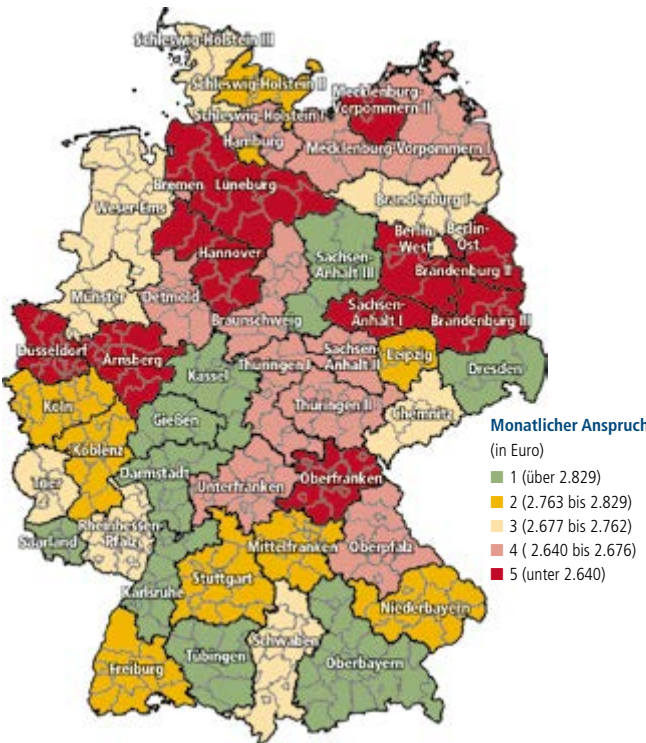 Schleswig-Holstein III
Schleswig-Holstein II
Mecklenburg-
Vorpommern II
Schleswig-Holstein I
Hamburg
Mecklenburg-Vorpommern I
Bremen
Lüneburg
Brandenburg I
Weser-Ems
Berlin-
West
Berlin-
Ost
Hannover
Sachsen-
Anhalt III
Brandenburg II
Münster
Detmold
Braunschweig
Sachsen-
Anhalt I
Brandenburg III
Düsseldorf
Arnsberg
Kassel
Thüringen I
Sachsen-
Anhalt II
Leipzig
Dresden
Köln
Gießen
Thüringen II
Chemnitz
Koblenz
Trier
Darmstadt
Unterfranken
Oberfranken
Rheinhessen-
Pfalz
Saarland
Mittelfranken
Oberpfalz
Karlsruhe
Stuttgart
Niederbayern
Schwaben
Tübingen
Oberbayern
Freiburg
Monatlicher Anspruch
(in Euro)
1 (über 2.829)
2 (2.763 bis 2.829)
3 (2.677 bis 2.762)
4 ( 2.640 bis 2.676)
5 (unter 2.640)